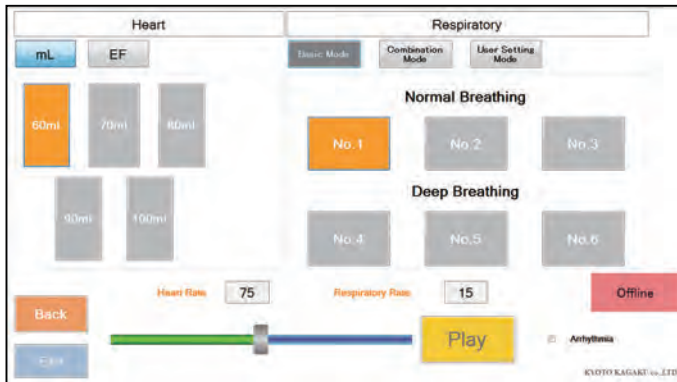 Heart
Respiratory
mL
EF
Basic Mode
Combination
Mode
User Setting
Mode
60ml
70ml
80ml
90ml
100ml
Normal Breathing
No.1
No.2
No.3
Deep Breathing
No.4
No.5
No.6
Heart Rate
75
Respiratory Rate
15
Offline
Back
Play
Arrhythmia
KYOTO KAGAKU co.,LTD